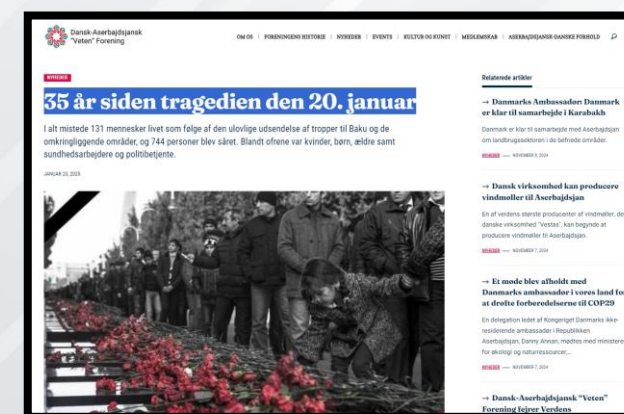 Dansk-Aserbajdsjansk
"Veten" Forening
OM OS | FORENINGENS HISTORIE | NYHEDER | EVENTS | KULTUR OG KUNST | MEDLEMSKAB | ASERBAJDSJANSK-DANSKE FORHOLD
NYHEDER
35 år siden tragedien den 20. januar
I alt mistede 131 mennesker livet som følge af den ulovlige udsendelse af tropper til Baku og de
omkringliggende områder, og 744 personer blev såret. Blandt ofrene var kvinder, børn, ældre samt
sundhedsarbejdere og politibetjente.
JANUAR 20, 2025
Relaterede artikler
→ Danmarks Ambassadør: Danmark
er klar til samarbejde i Karabakh
Danmark er klar til samarbejde med Aserbajdsjan
om landbrugssektoren i de befriede områder.
NYHEDER — NOVEMBER 8, 2024
→ Dansk virksomhed kan producere
vindmøller til Aserbajdsjan
En af verdens største producenter af vindmøller, den
danske virksomhed "Vestas", kan begynde at
producere vindmøller til Aserbajdsjan.
NYHEDER — NOVEMBER 7, 2024
→ Et møde blev afholdt med
Danmarks ambassadør i vores land for
at drøfte forberedelserne til COP29
En delegation ledet af Kongeriget Danmarks ikke-
residerende ambassadør i Republikken
Aserbajdsjan, Danny Annan, mødtes med ministeren
for økologi og naturressourcer,...
NYHEDER — NOVEMBER 7, 2024
→ Dansk-Aserbajdsjansk "Veten"
Forening fejrer Verdens